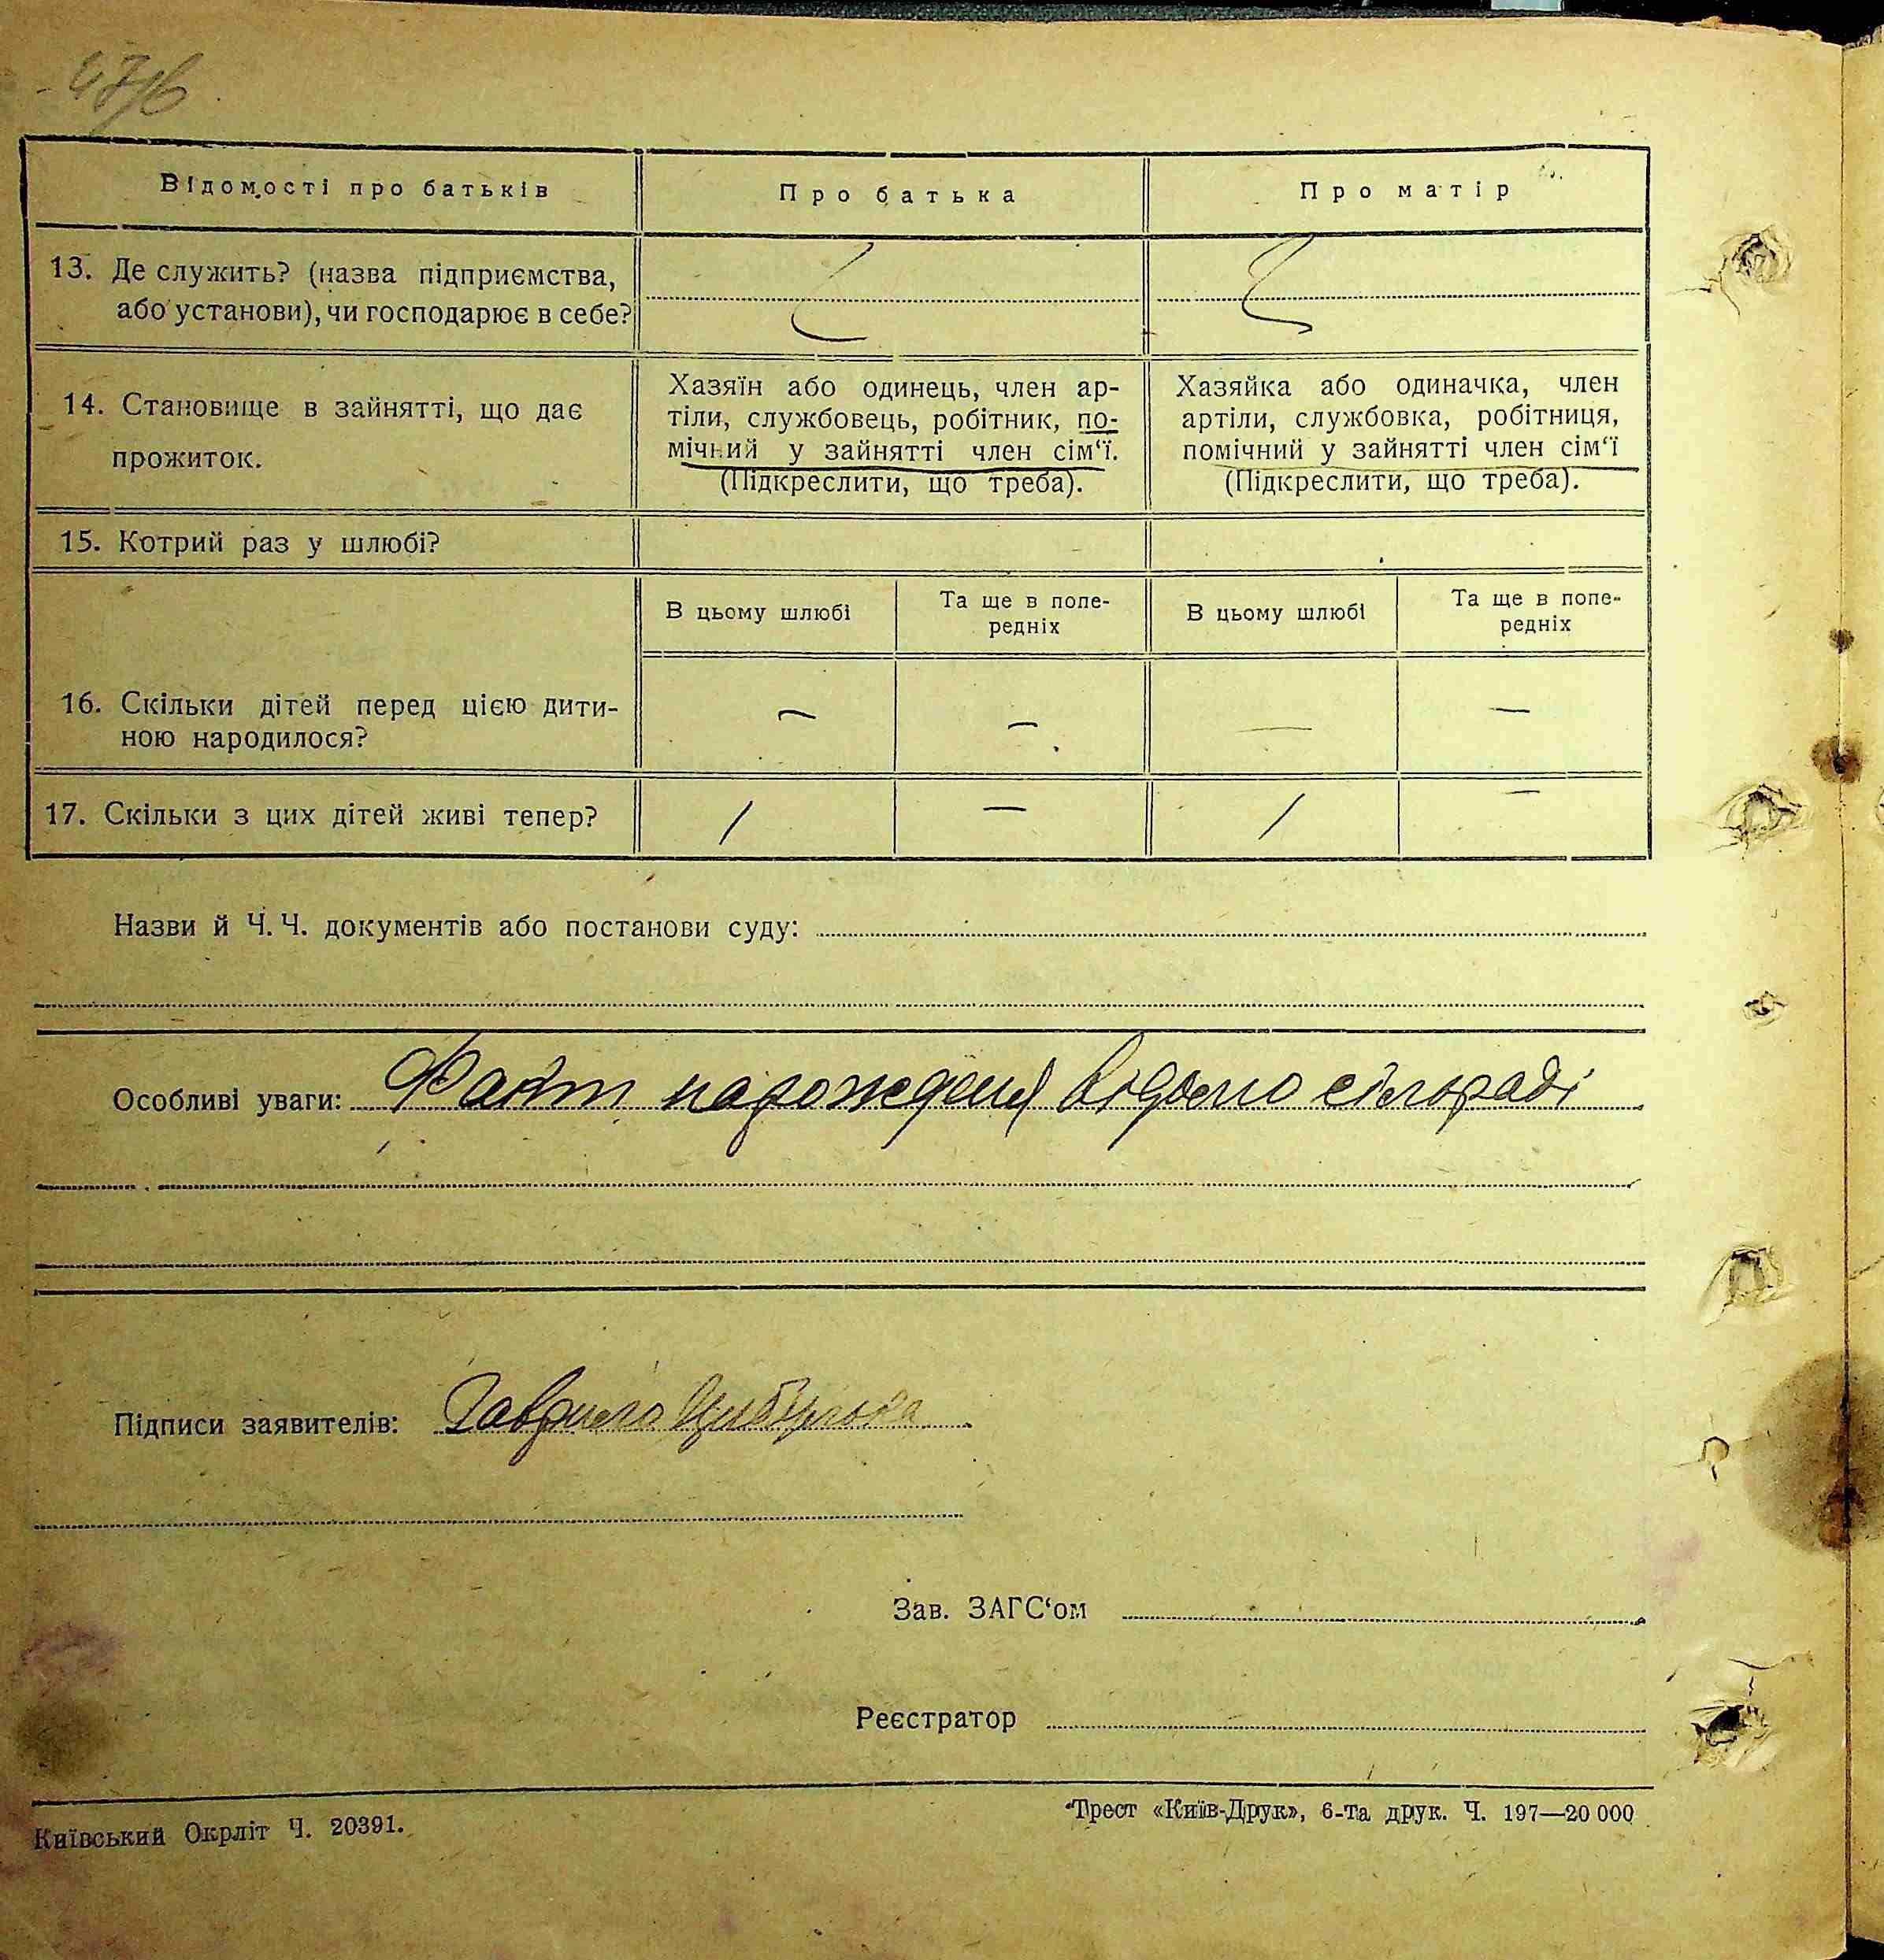 Відомості про батьків
Про батька
Про матір
13. Де служить? (назва підприємства,
або установи), чи господарює в себе?
14. Становище в зайнятті, що дає
прожиток.
Хазяїн або одинець, член ар-
тіли, службовець, робітник, по-
мічний у зайнятті член сім‘ї.
(Підкреслити, що треба).
Хазяйка або одиначка, член
артіли, службовка, робітниця,
помічний у зайнятті член сім‘ї
(Підкреслити, що треба).
15. Котрий раз у шлюбі?
В цьому шлюбі
Та ще в попе-
редніх
В цьому шлюбі
Та ще в попе-
редніх
16. Скільки дітей перед цією дити-
ною народилося?
— — — —
17. Скільки з цих дітей живі тепер?
/ — / —
Назви й Ч. Ч. документів або постанови суду:
Особливі уваги: Факт нарождения відомо сільраді
Підписи заявителів: Гаврило
Зав. ЗАГС‘ом
Реєстратор
Київський Окрліт Ч. 20391.
Трест «Київ-Друк», 6-та друк. Ч. 197—20 000